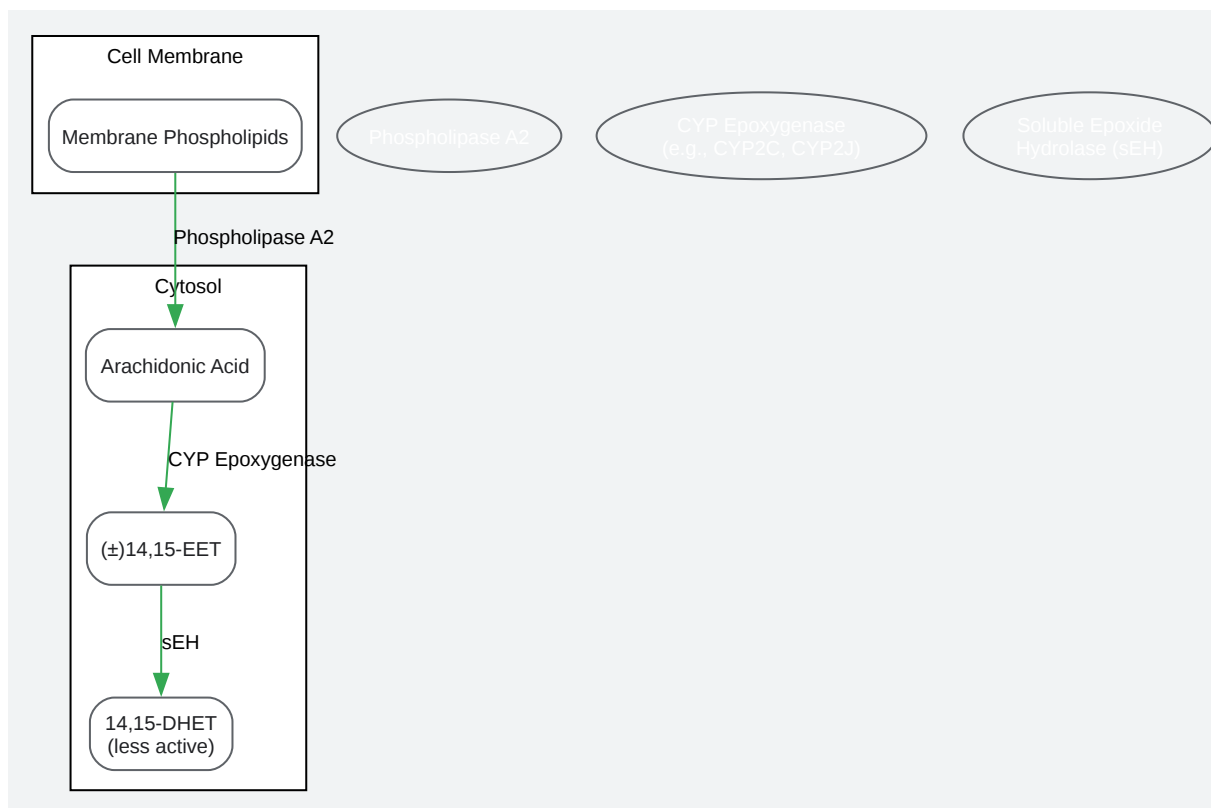 Cell Membrane
Membrane Phospholipids
Phospholipase A2
CYP Epoxygenase
(e.g., CYP2C, CYP2J)
Soluble Epoxide
Hydrolase (sEH)
Phospholipase A2
Cytosol
Arachidonic Acid
CYP Epoxygenase
(±)14,15-EET
sEH
14,15-DHET
(less active)